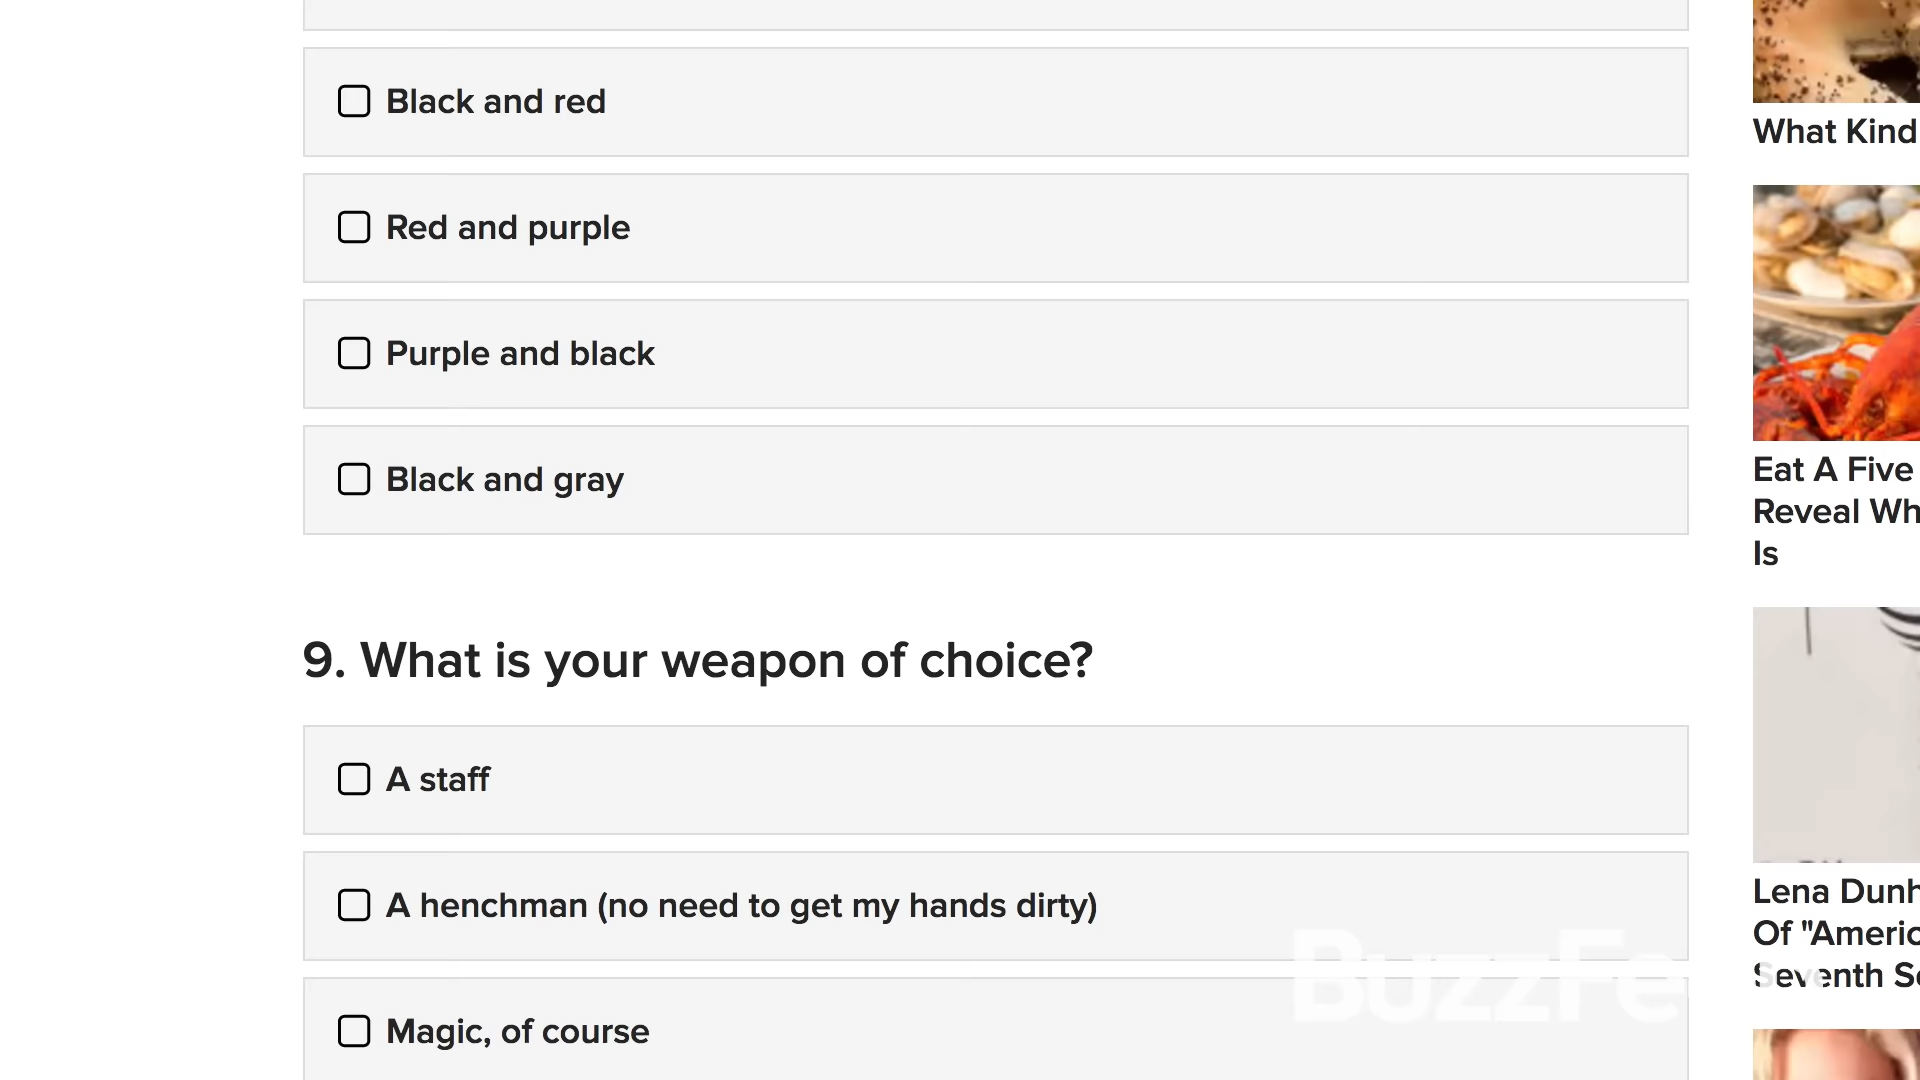 Black and red
Red and purple
Purple and black
Black and gray
9. What is your weapon of choice?
A staff
A henchman (no need to get my hands dirty)
Magic, of course
What Kind
Eat A Five
Reveal Wh
Is
Lena Dunh
Of "Americ
Seventh Se
BuzzFe